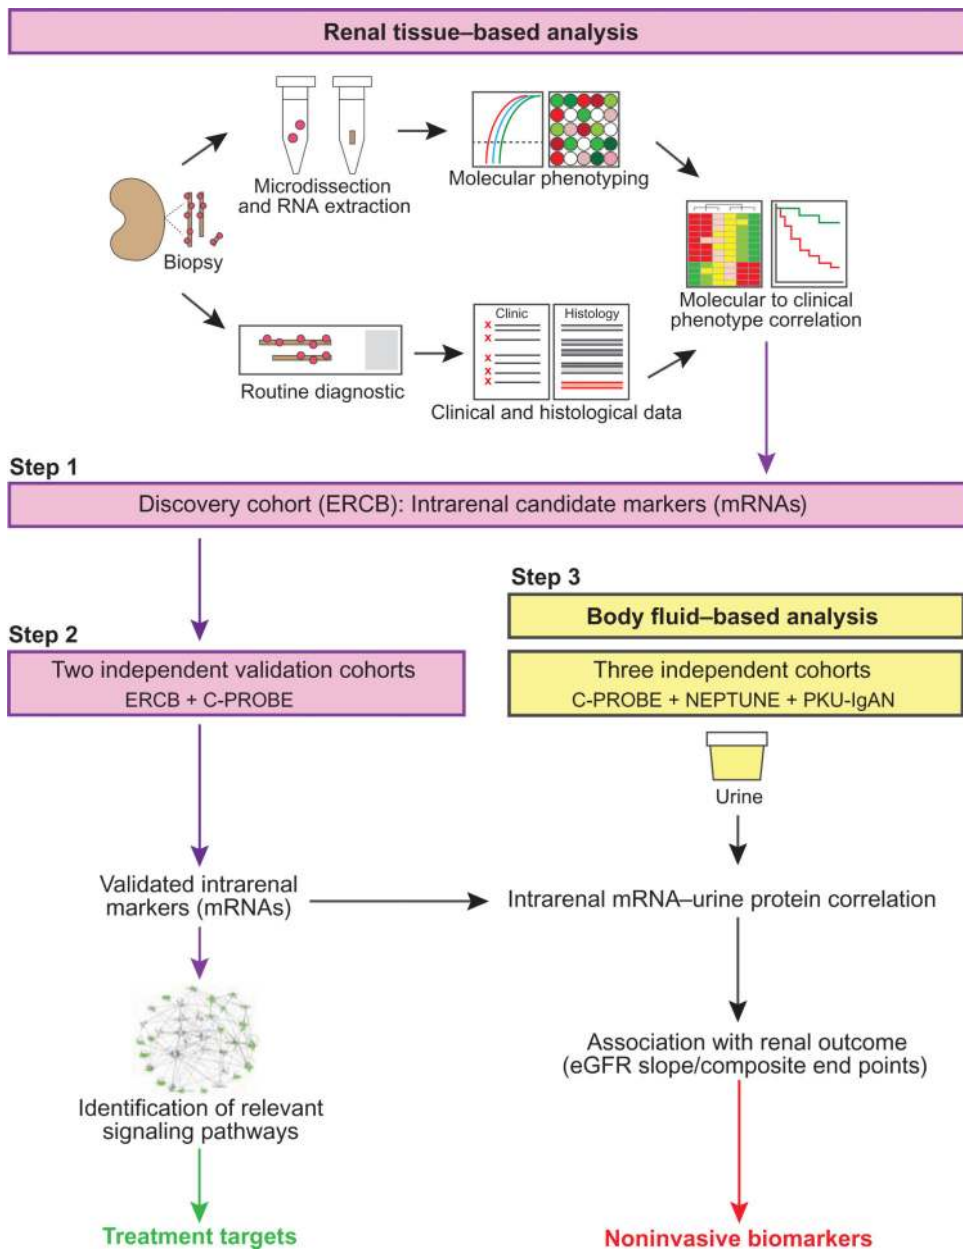 Renal tissue–based analysis
Microdissection
and RNA extraction
Molecular phenotyping
Biopsy
Molecular to clinical
phenotype correlation
Clinic
Histology
x
x
x
x
x
Routine diagnostic
Clinical and histological data
Step 1
Discovery cohort (ERCB): Intrarenal candidate markers (mRNAs)
Step 3
Body fluid–based analysis
Step 2
Two independent validation cohorts
ERCB + C-PROBE
Three independent cohorts
C-PROBE + NEPTUNE + PKU-IgAN
Urine
Validated intrarenal
markers (mRNAs)
Intrarenal mRNA–urine protein correlation
Association with renal outcome
(eGFR slope/composite end points)
Identification of relevant
signaling pathways
Treatment targets
Noninvasive biomarkers